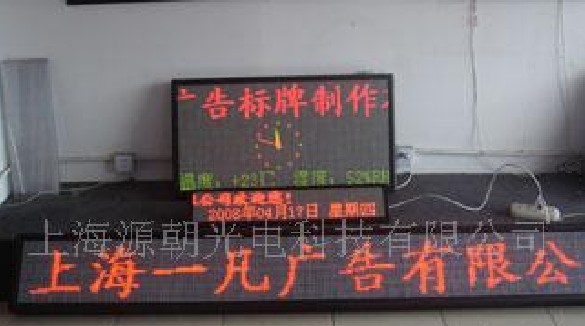 广告标牌制作
温度：+23℃ 湿度：52%RH
公司欢迎您！
2008年04月17日 星期四
上海源朝光电科技有限公司
上海一凡广告有限公